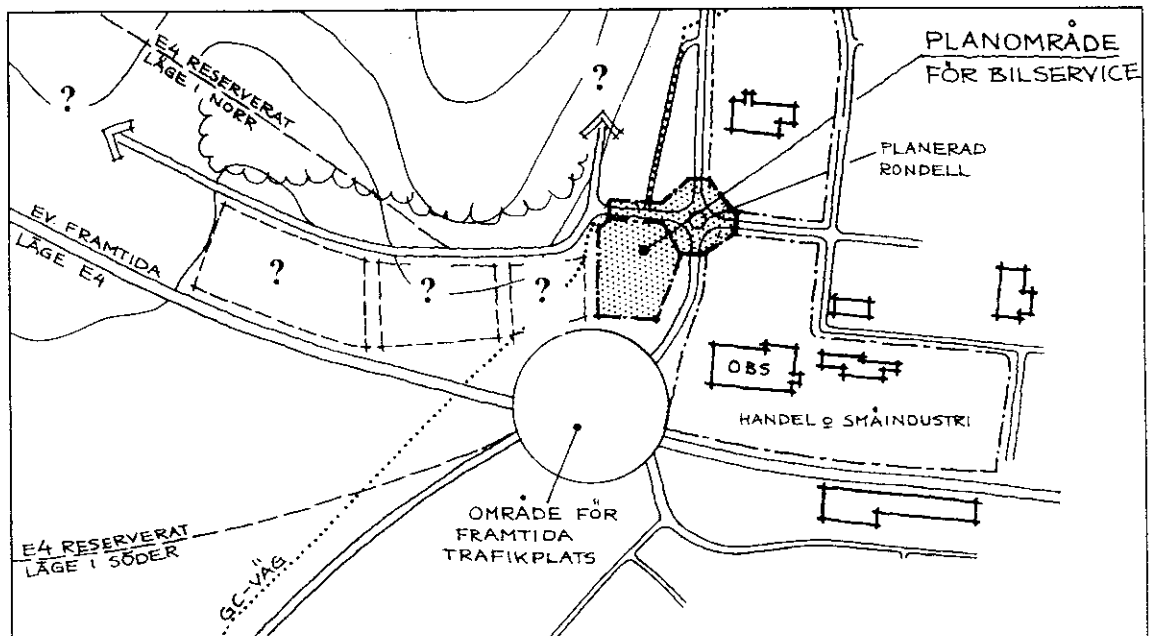 E4 RESERVERAT
LÄGE I NORR
?
?
PLANOMRÅDE
FÖR BILSERVICE
PLANERAD
RONDELL
EV. FRAMTIDA
LÄGE E4
?
?
?
OBS
HANDEL o SMÅINDUSTRI
OMRÅDE FÖR
FRAMTIDA
TRAFIKPLATS
E4 RESERVERAT
LÄGE I SÖDER
GC-VÄG